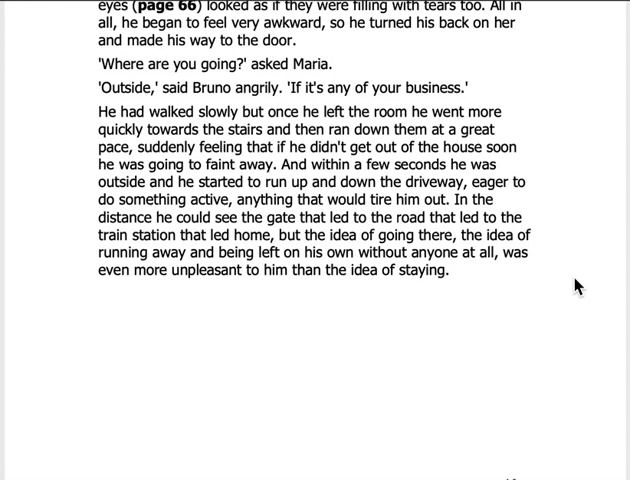 eyes (page 66) looked as if they were filling with tears too. All in
all, he began to feel very awkward, so he turned his back on her
and made his way to the door.
'Where are you going?' asked Maria.
'Outside,' said Bruno angrily. 'If it's any of your business.'
He had walked slowly but once he left the room he went more
quickly towards the stairs and then ran down them at a great
pace, suddenly feeling that if he didn't get out of the house soon
he was going to faint away. And within a few seconds he was
outside and he started to run up and down the driveway, eager to
do something active, anything that would tire him out. In the
distance he could see the gate that led to the road that led to the
train station that led home, but the idea of going there, the idea of
running away and being left on his own without anyone at all, was
even more unpleasant to him than the idea of staying.